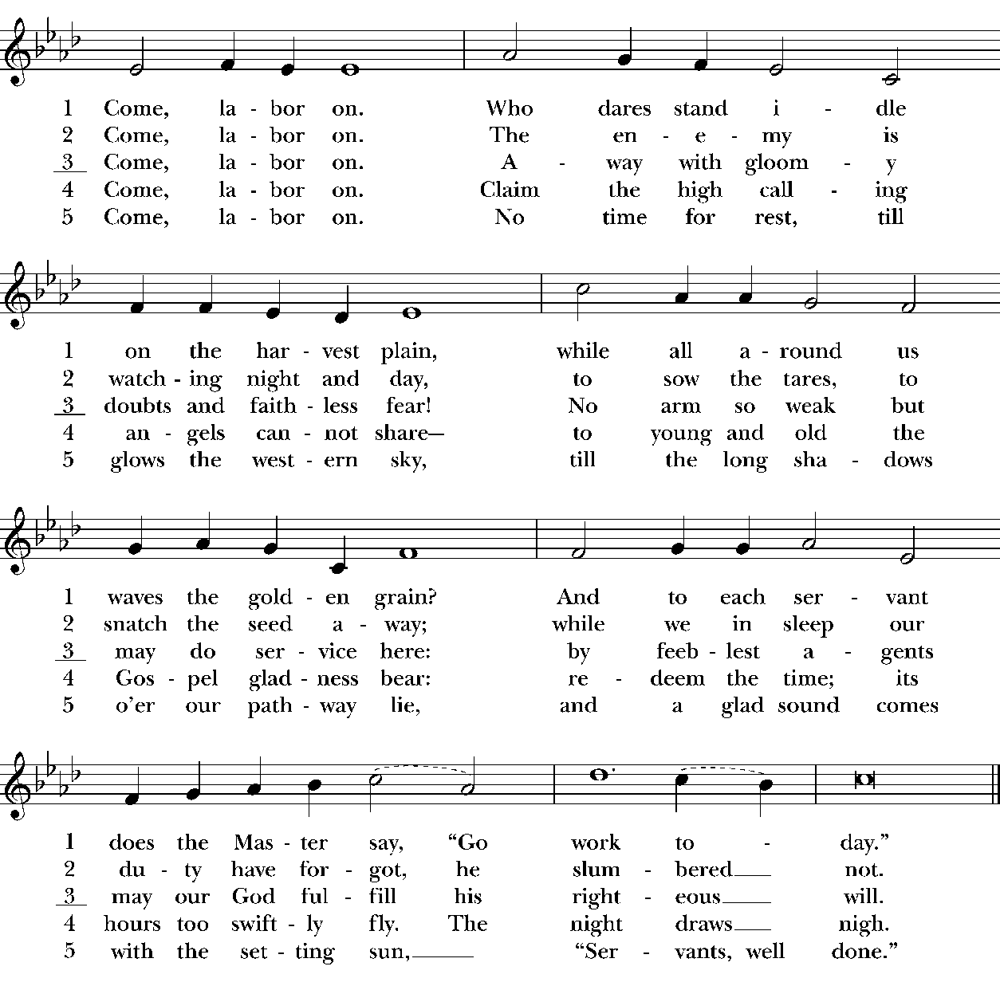 1 Come, la - bor on. Who dares stand i - dle
2 Come, la - bor on. The en - e - my is
3 Come, la - bor on. A - way with gloom - y
4 Come, la - bor on. Claim the high call - ing
5 Come, la - bor on. No time for rest, till
1 on the har - vest plain, while all a - round us
2 watch - ing night and day, to sow the tares, to
3 doubts and faith - less fear! No arm so weak but
4 an - gels can - not share— to young and old the
5 glows the west - ern sky, till the long sha - dows
1 waves the gold - en grain? And to each ser - vant
2 snatch the seed a - way; while we in sleep our
3 may do ser - vice here: by feeb - lest a - gents
4 Gos - pel glad - ness bear: re - deem the time; its
5 o’er our path - way lie, and a glad sound comes
1 does the Mas - ter say, “Go work to - day.”
2 du - ty have for - got, he slum - bered not.
3 may our God ful - fill his right - eous will.
4 hours too swift - ly fly. The night draws nigh.
5 with the set - ting sun, “Ser - vants, well done.”